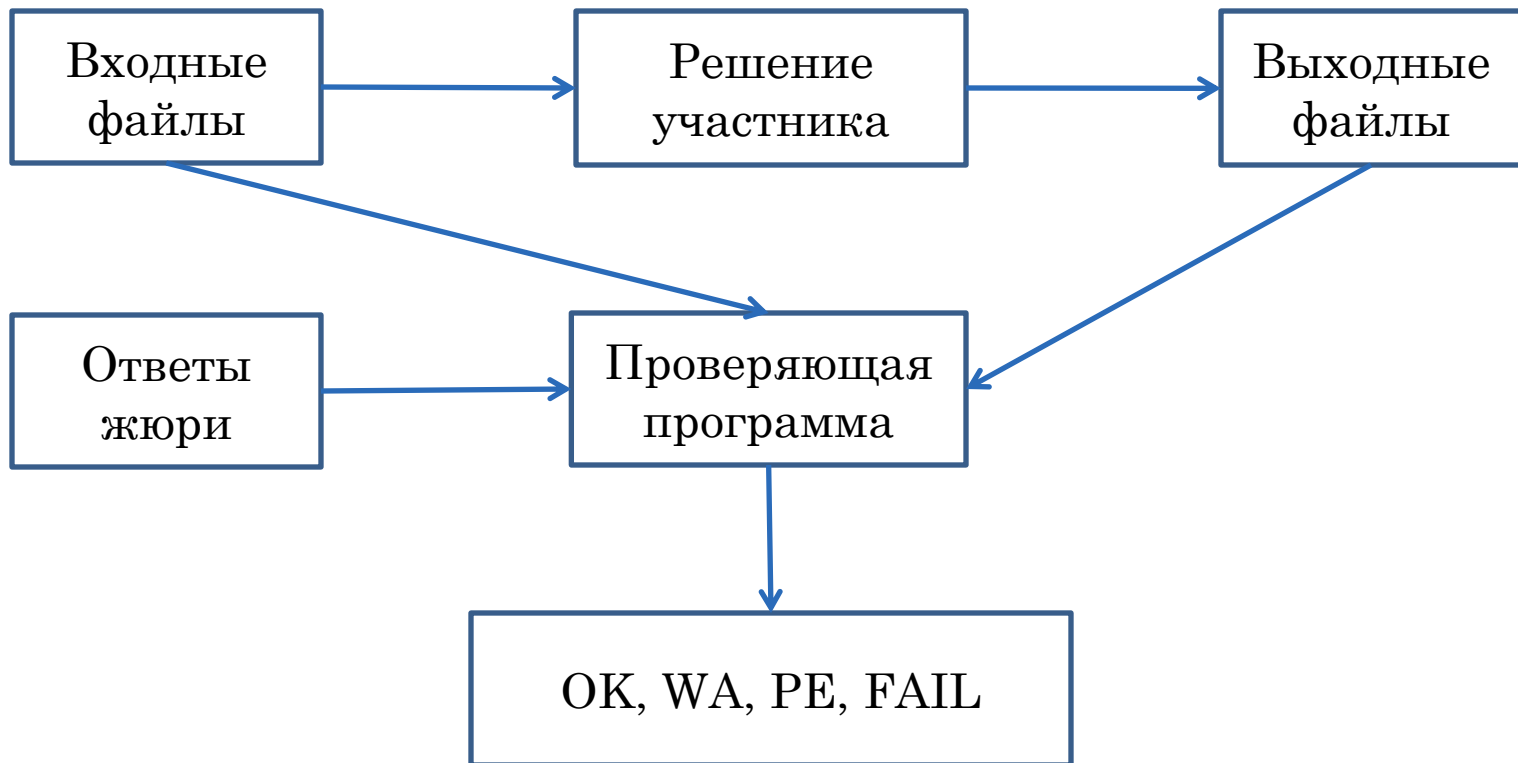 Входные
файлы
Решение
участника
Выходные
файлы
Ответы
жюри
Проверяющая
программа
OK, WA, PE, FAIL